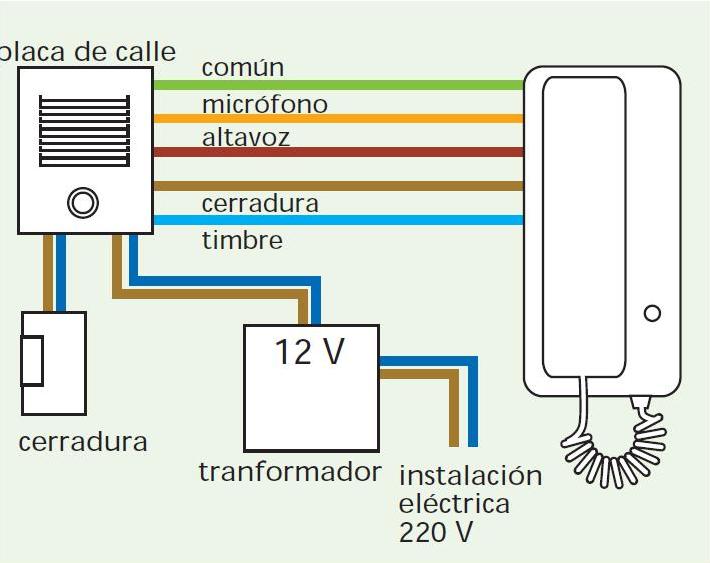 placa de calle
común
micrófono
altavoz
cerradura
timbre
12 V
cerradura
tranformador
instalación
eléctrica
220 V